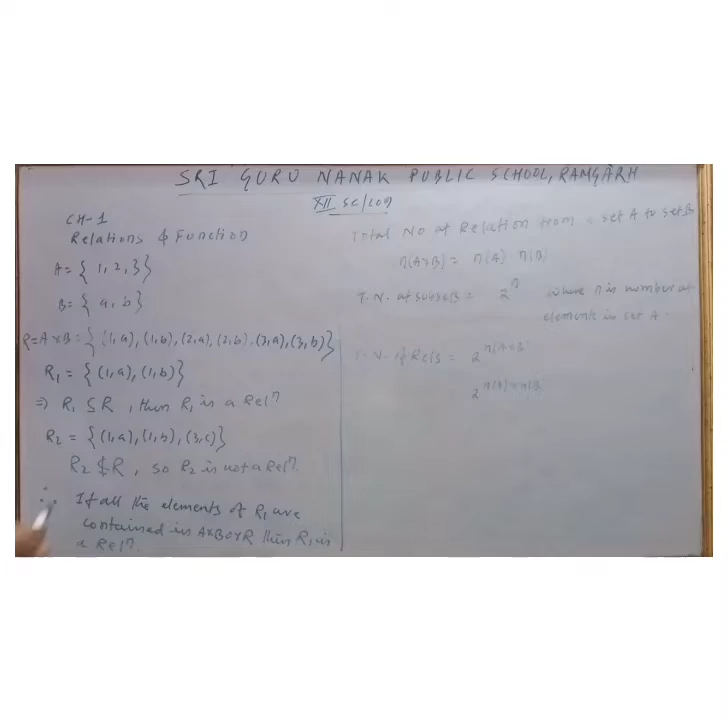 SRI GURU NANAK PUBLIC SCHOOL, RAMGARH
XII SC/COM
CH-1
Relations & Function
A = { 1, 2, 3 }
B = { a, b }
R = A × B = { (1,a), (1,b), (2,a), (2,b), (3,a), (3,b) }
R₁ = { (1,a), (1,b) }
⇒ R₁ ⊆ R , then R₁ is a Relⁿ.
R₂ = { (1,a), (1,b), (3,c) }
R₂ ⊈ R , so R₂ is not a Relⁿ.
∴ If all the elements of R₁ are
contained in A×B or R then R₁ is
a Relⁿ.
Total No of Relation from a set A to set B
n(A×B) = n(A) n(B)
T.N. of subsets = 2ⁿ where n is number of
element in set A.
T.N. of Rels = 2^n(A×B)
2^n(A)×n(B)